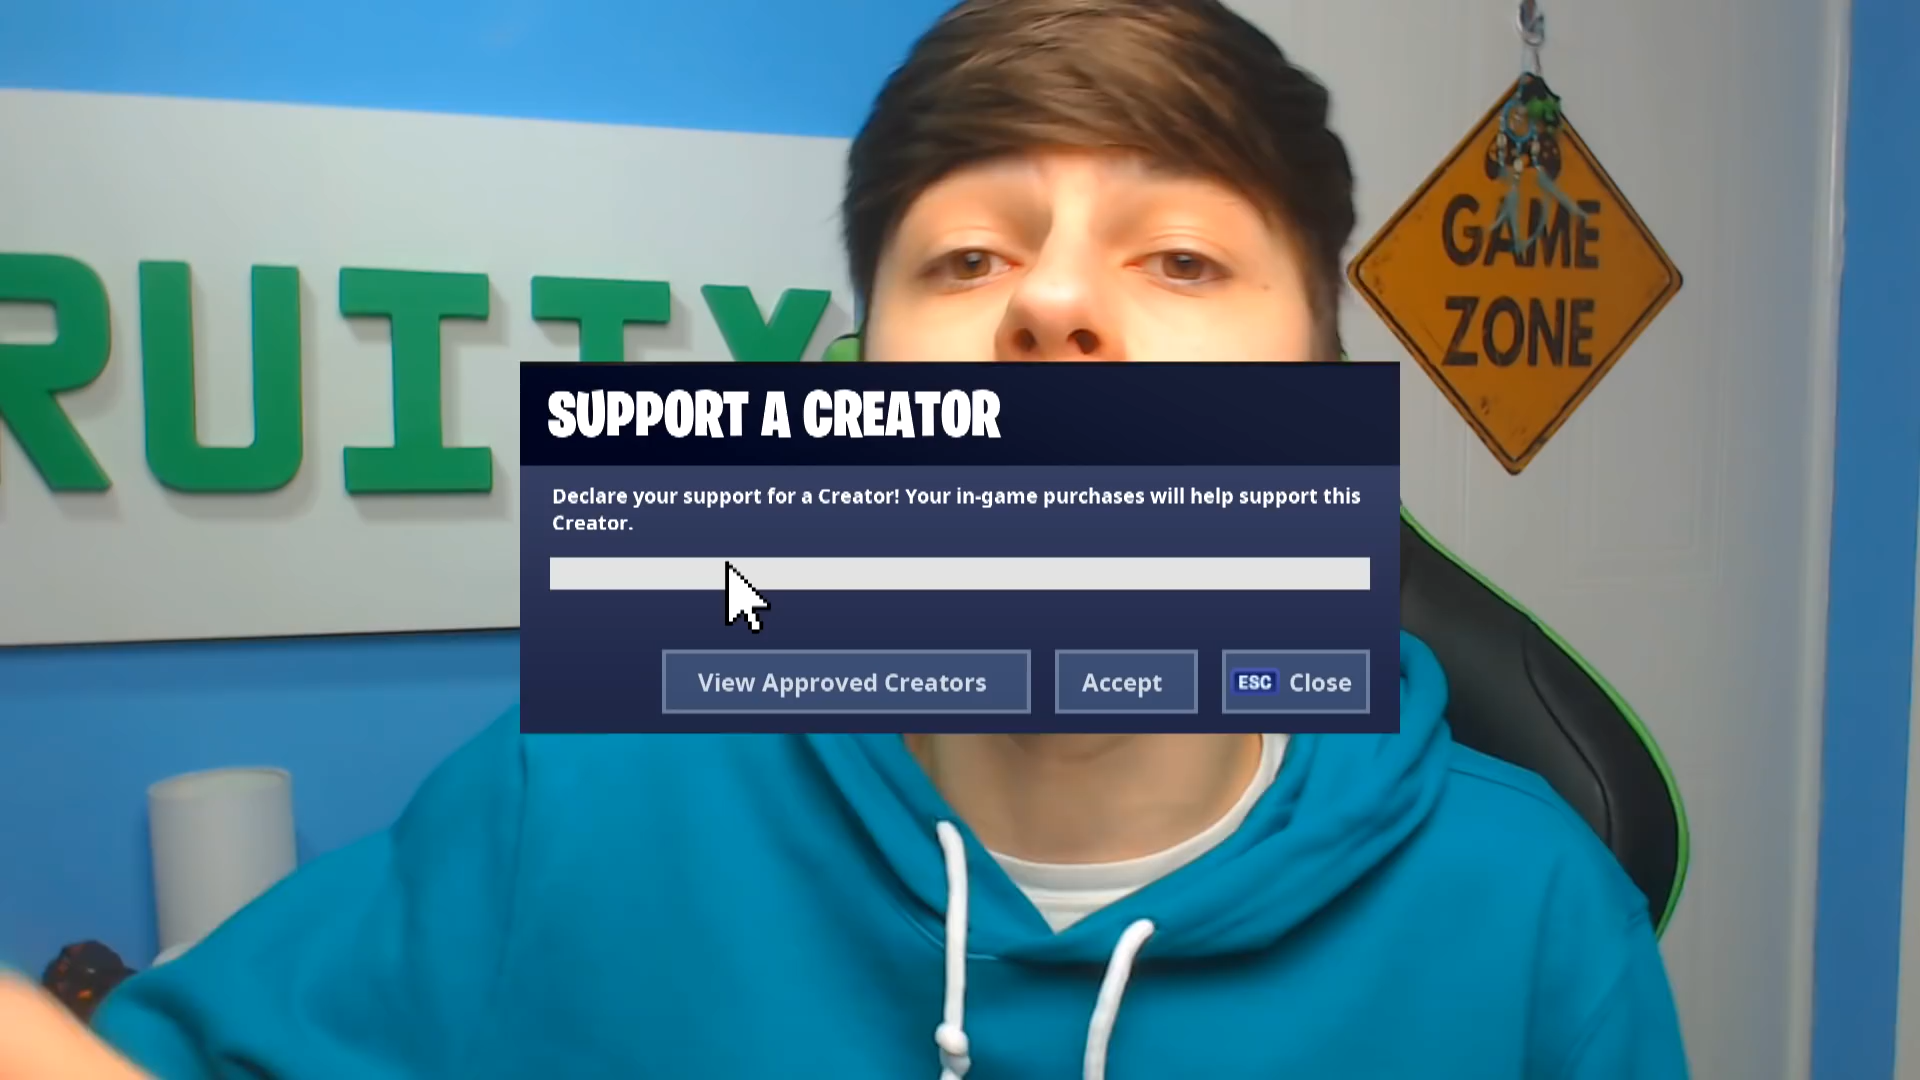 RUITY
GAME
ZONE
SUPPORT A CREATOR
Declare your support for a Creator! Your in-game purchases will help support this
Creator.
View Approved Creators
Accept
ESC Close